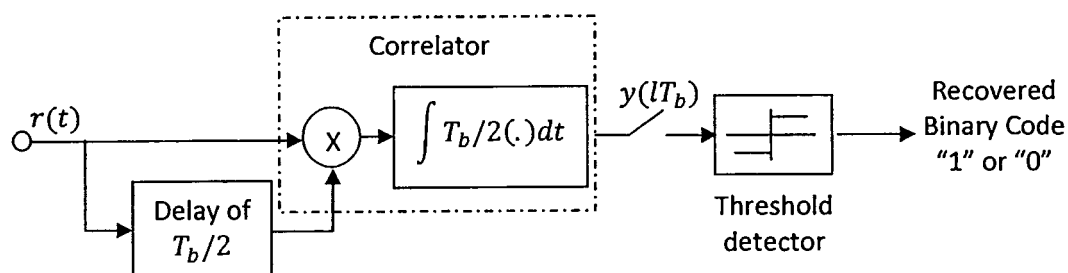 Correlator
r(t)
X
∫ T_b/2(.)dt
y(lT_b)
Recovered
Binary Code
“1” or “0”
Delay of
T_b/2
Threshold
detector